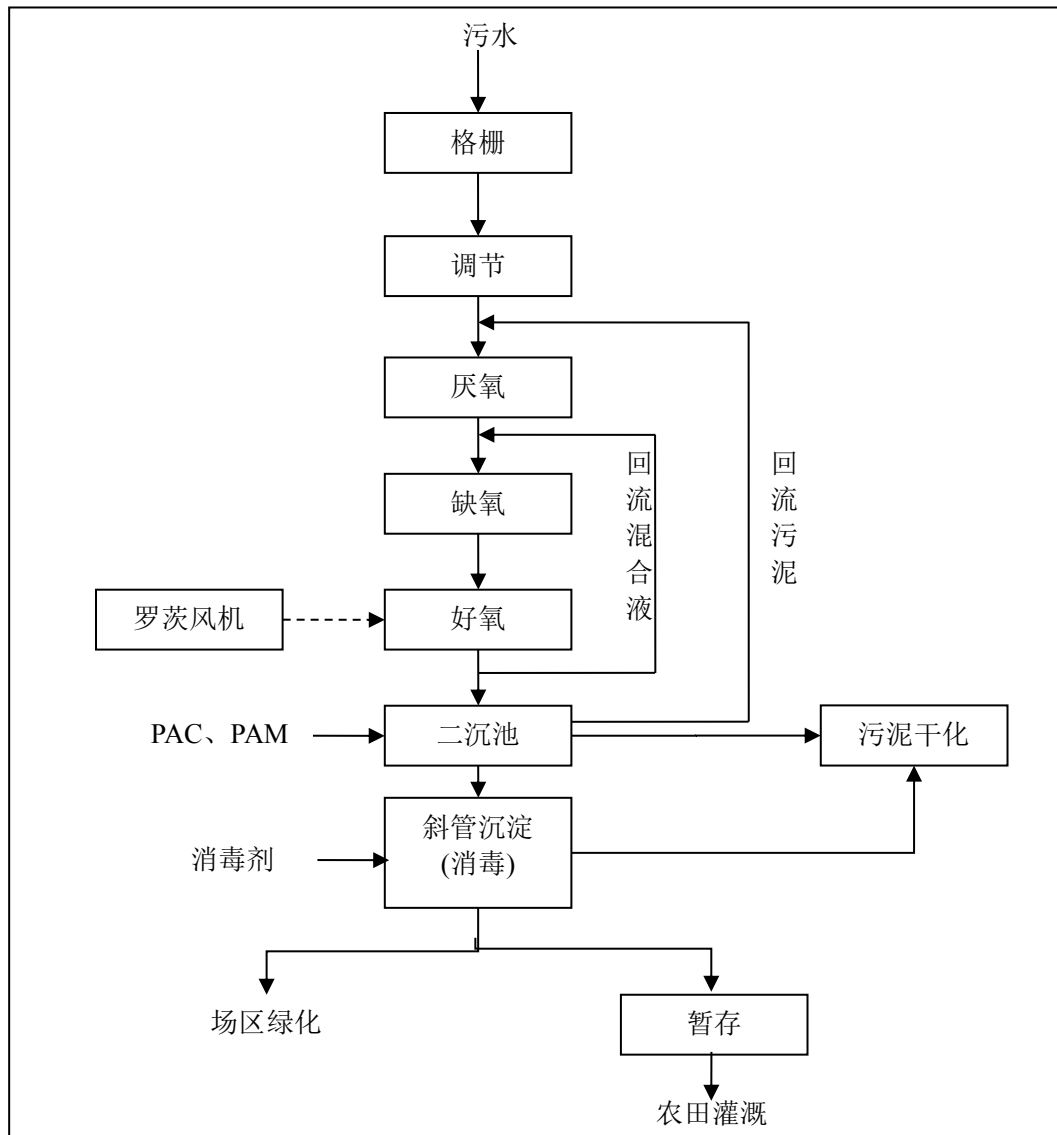 污水
格栅
调节
厌氧
缺氧
回流混合液
回流污泥
罗茨风机
好氧
PAC、PAM
二沉池
污泥干化
消毒剂
斜管沉淀
(消毒)
场区绿化
暂存
农田灌溉